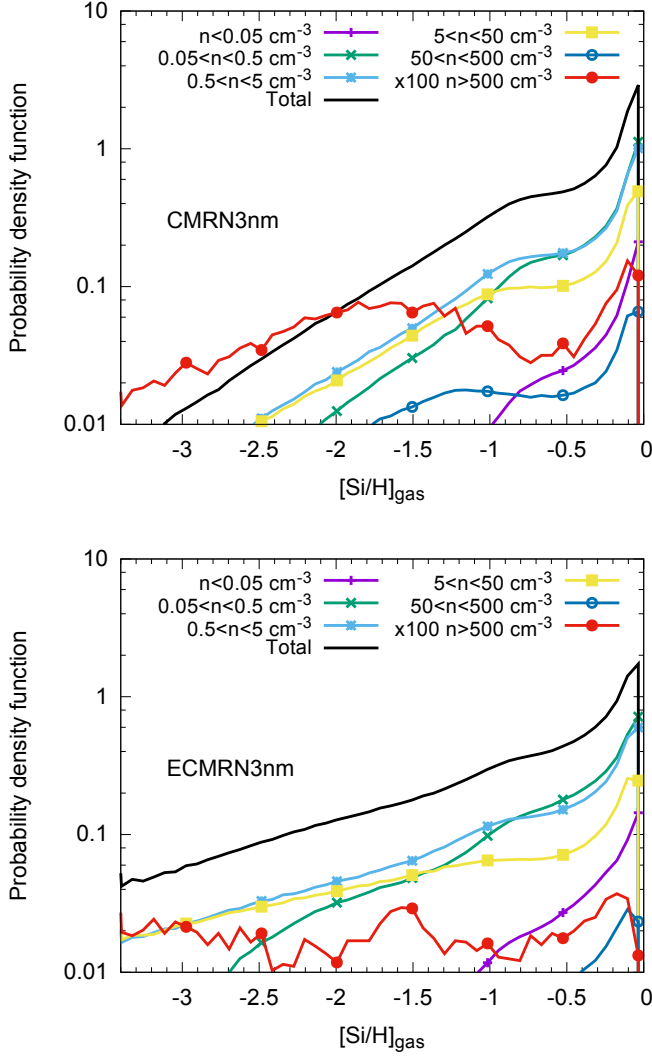 10
1
0.1
0.01
Probability density function
n<0.05 cm⁻³
0.05<n<0.5 cm⁻³
0.5<n<5 cm⁻³
Total
5<n<50 cm⁻³
50<n<500 cm⁻³
x100 n>500 cm⁻³
CMRN3nm
-3 -2.5 -2 -1.5 -1 -0.5 0
[Si/H]gas
10
1
0.1
0.01
Probability density function
n<0.05 cm⁻³
0.05<n<0.5 cm⁻³
0.5<n<5 cm⁻³
Total
5<n<50 cm⁻³
50<n<500 cm⁻³
x100 n>500 cm⁻³
ECMRN3nm
-3 -2.5 -2 -1.5 -1 -0.5 0
[Si/H]gas